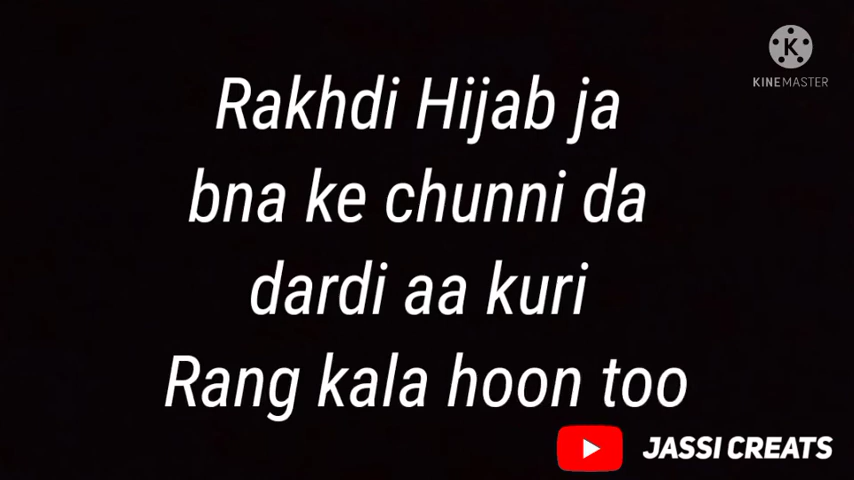 K
KINEMASTER
Rakhdi Hijab ja
bna ke chunni da
dardi aa kuri
Rang kala hoon too
JASSI CREATS